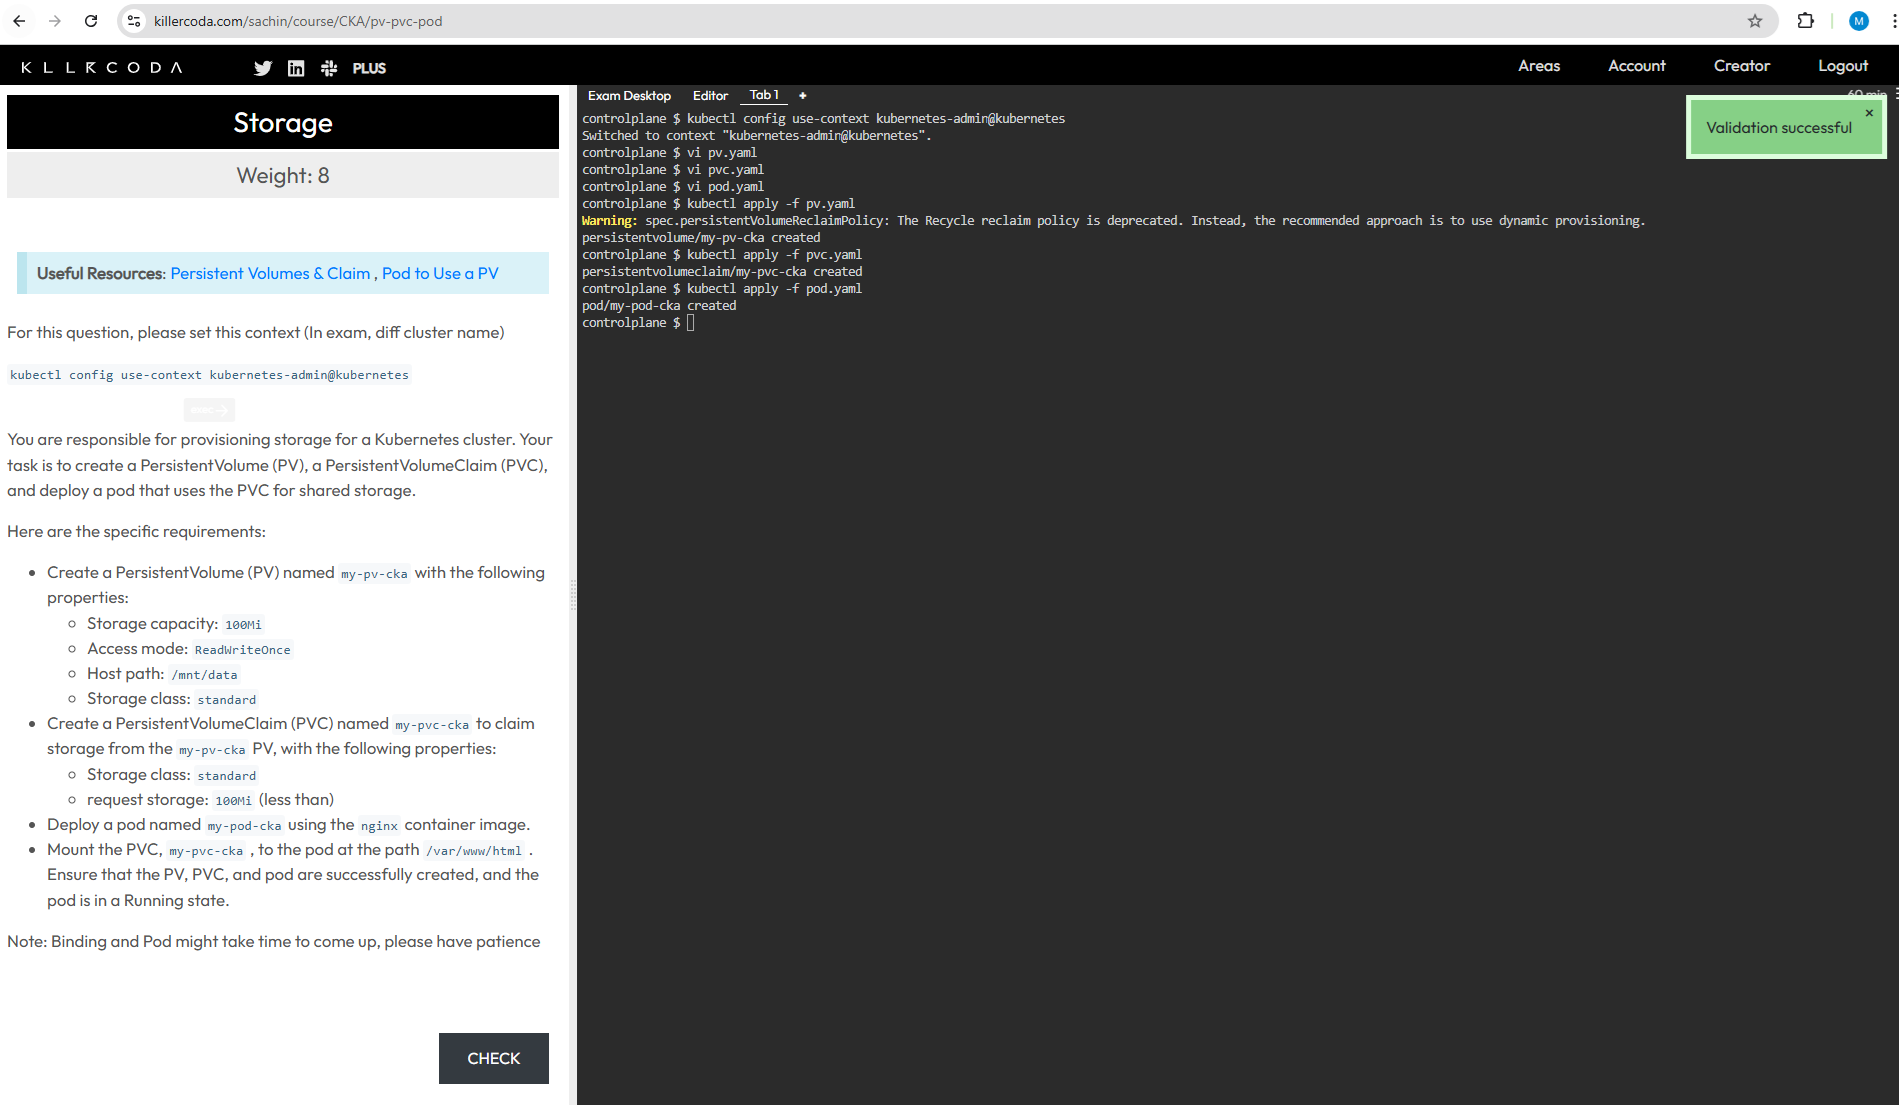 killercoda.com/sachin/course/CKA/pv-pvc-pod
M
KLLRCODA
PLUS
Areas
Account
Creator
Logout
Storage
Weight: 8
Useful Resources: Persistent Volumes & Claim , Pod to Use a PV
For this question, please set this context (In exam, diff cluster name)
kubectl config use-context kubernetes-admin@kubernetes
You are responsible for provisioning storage for a Kubernetes cluster. Your
task is to create a PersistentVolume (PV), a PersistentVolumeClaim (PVC),
and deploy a pod that uses the PVC for shared storage.
Here are the specific requirements:
Create a PersistentVolume (PV) named my-pv-cka with the following
properties:
Storage capacity: 100Mi
Access mode: ReadWriteOnce
Host path: /mnt/data
Storage class: standard
Create a PersistentVolumeClaim (PVC) named my-pvc-cka to claim
storage from the my-pv-cka PV, with the following properties:
Storage class: standard
request storage: 100Mi (less than)
Deploy a pod named my-pod-cka using the nginx container image.
Mount the PVC, my-pvc-cka , to the pod at the path /var/www/html .
Ensure that the PV, PVC, and pod are successfully created, and the
pod is in a Running state.
Note: Binding and Pod might take time to come up, please have patience
CHECK
Exam Desktop
Editor
Tab 1
+
60 min
controlplane $ kubectl config use-context kubernetes-admin@kubernetes
Switched to context "kubernetes-admin@kubernetes".
controlplane $ vi pv.yaml
controlplane $ vi pvc.yaml
controlplane $ vi pod.yaml
controlplane $ kubectl apply -f pv.yaml
Warning: spec.persistentVolumeReclaimPolicy: The Recycle reclaim policy is deprecated. Instead, the recommended approach is to use dynamic provisioning.
persistentvolume/my-pv-cka created
controlplane $ kubectl apply -f pvc.yaml
persistentvolumeclaim/my-pvc-cka created
controlplane $ kubectl apply -f pod.yaml
pod/my-pod-cka created
controlplane $
Validation successful
×